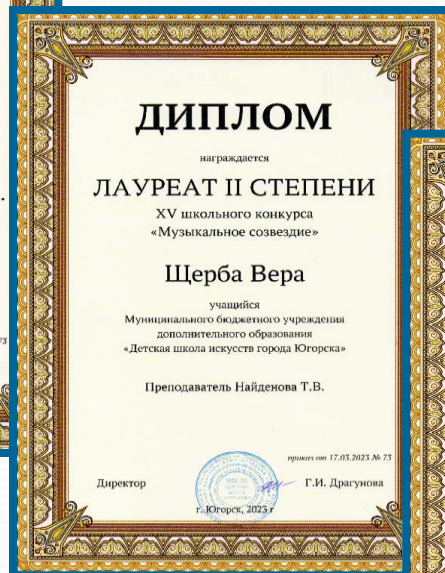 ДИПЛОМ
награждается
ЛАУРЕАТ II СТЕПЕНИ
XV школьного конкурса
«Музыкальное созвездие»
Щерба Вера
учащийся
Муниципального бюджетного учреждения
дополнительного образования
«Детская школа искусств города Югорска»
Преподаватель Найденова Т.В.
приказ от 17.03.2023 № 73
Директор
Г.И. Драгунова
г. Югорск, 2023 г